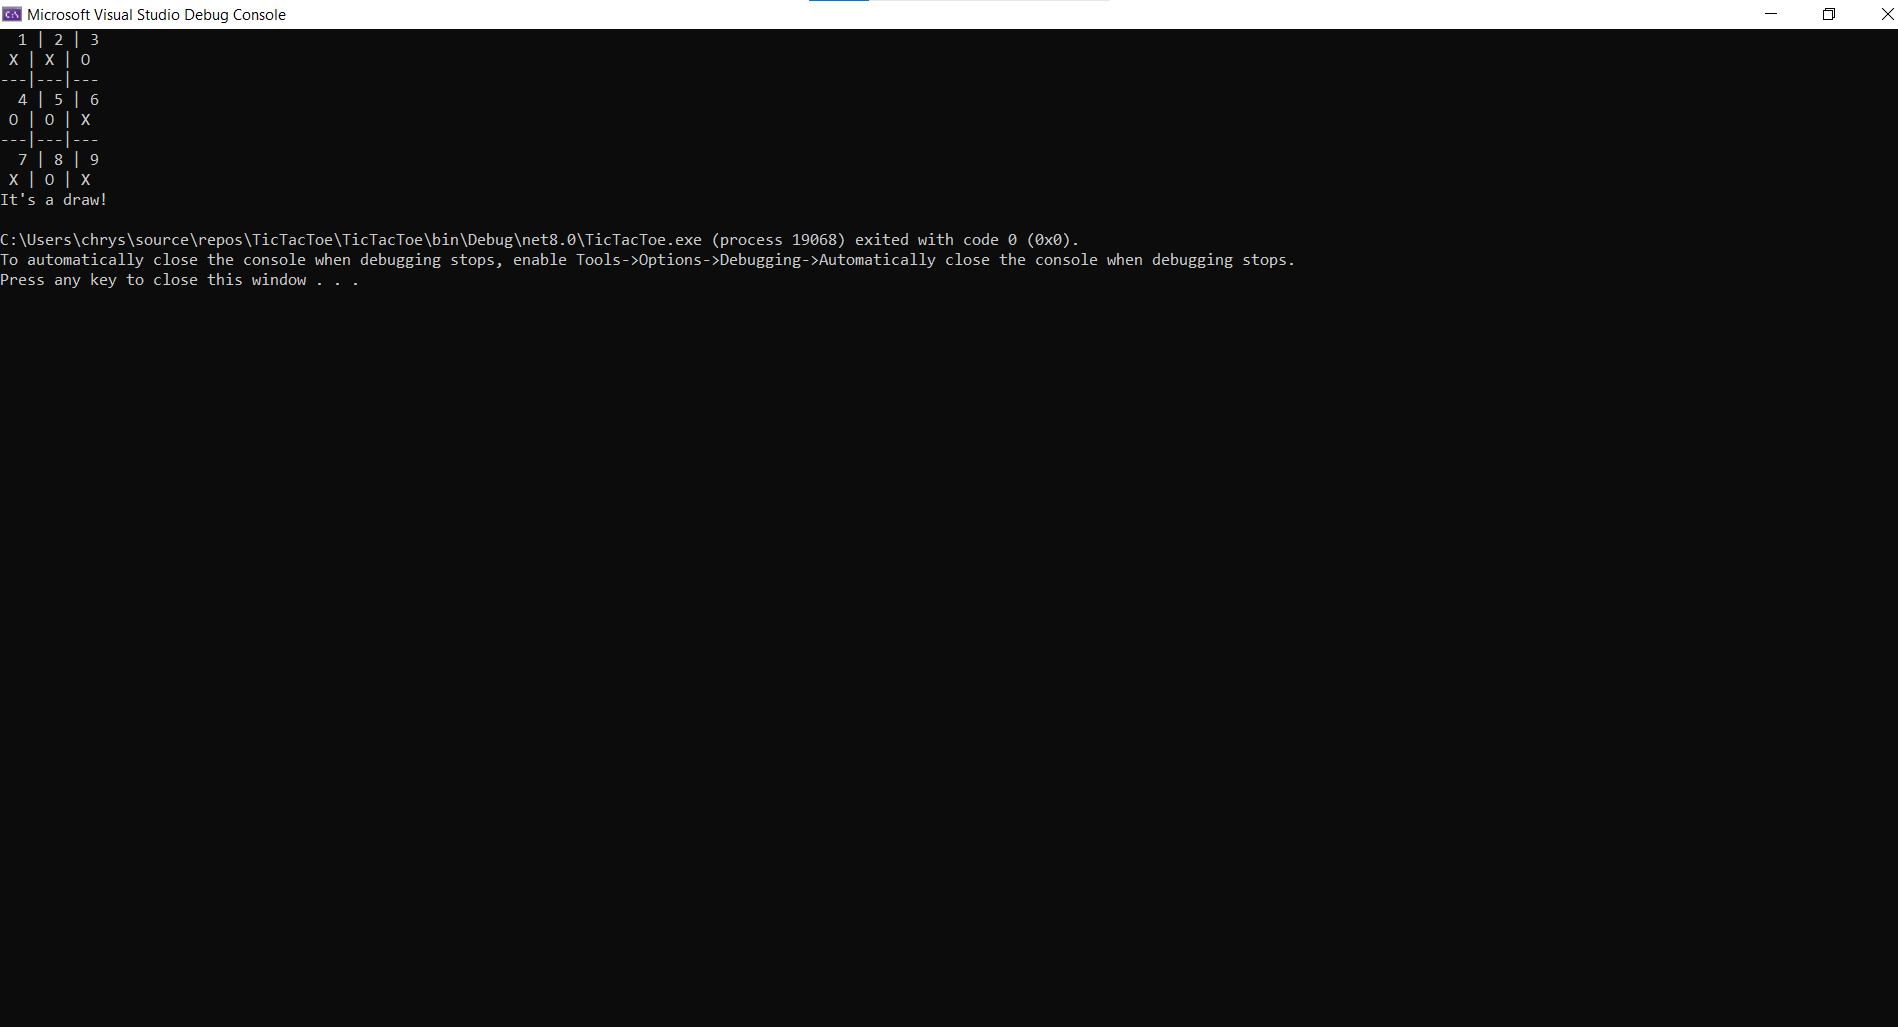 Microsoft Visual Studio Debug Console
  1 | 2 | 3
 X | X | O
---|---|---
  4 | 5 | 6
 O | O | X
---|---|---
  7 | 8 | 9
 X | O | X
It's a draw!

C:\Users\chrys\source\repos\TicTacToe\TicTacToe\bin\Debug\net8.0\TicTacToe.exe (process 19068) exited with code 0 (0x0).
To automatically close the console when debugging stops, enable Tools->Options->Debugging->Automatically close the console when debugging stops.
Press any key to close this window . . .